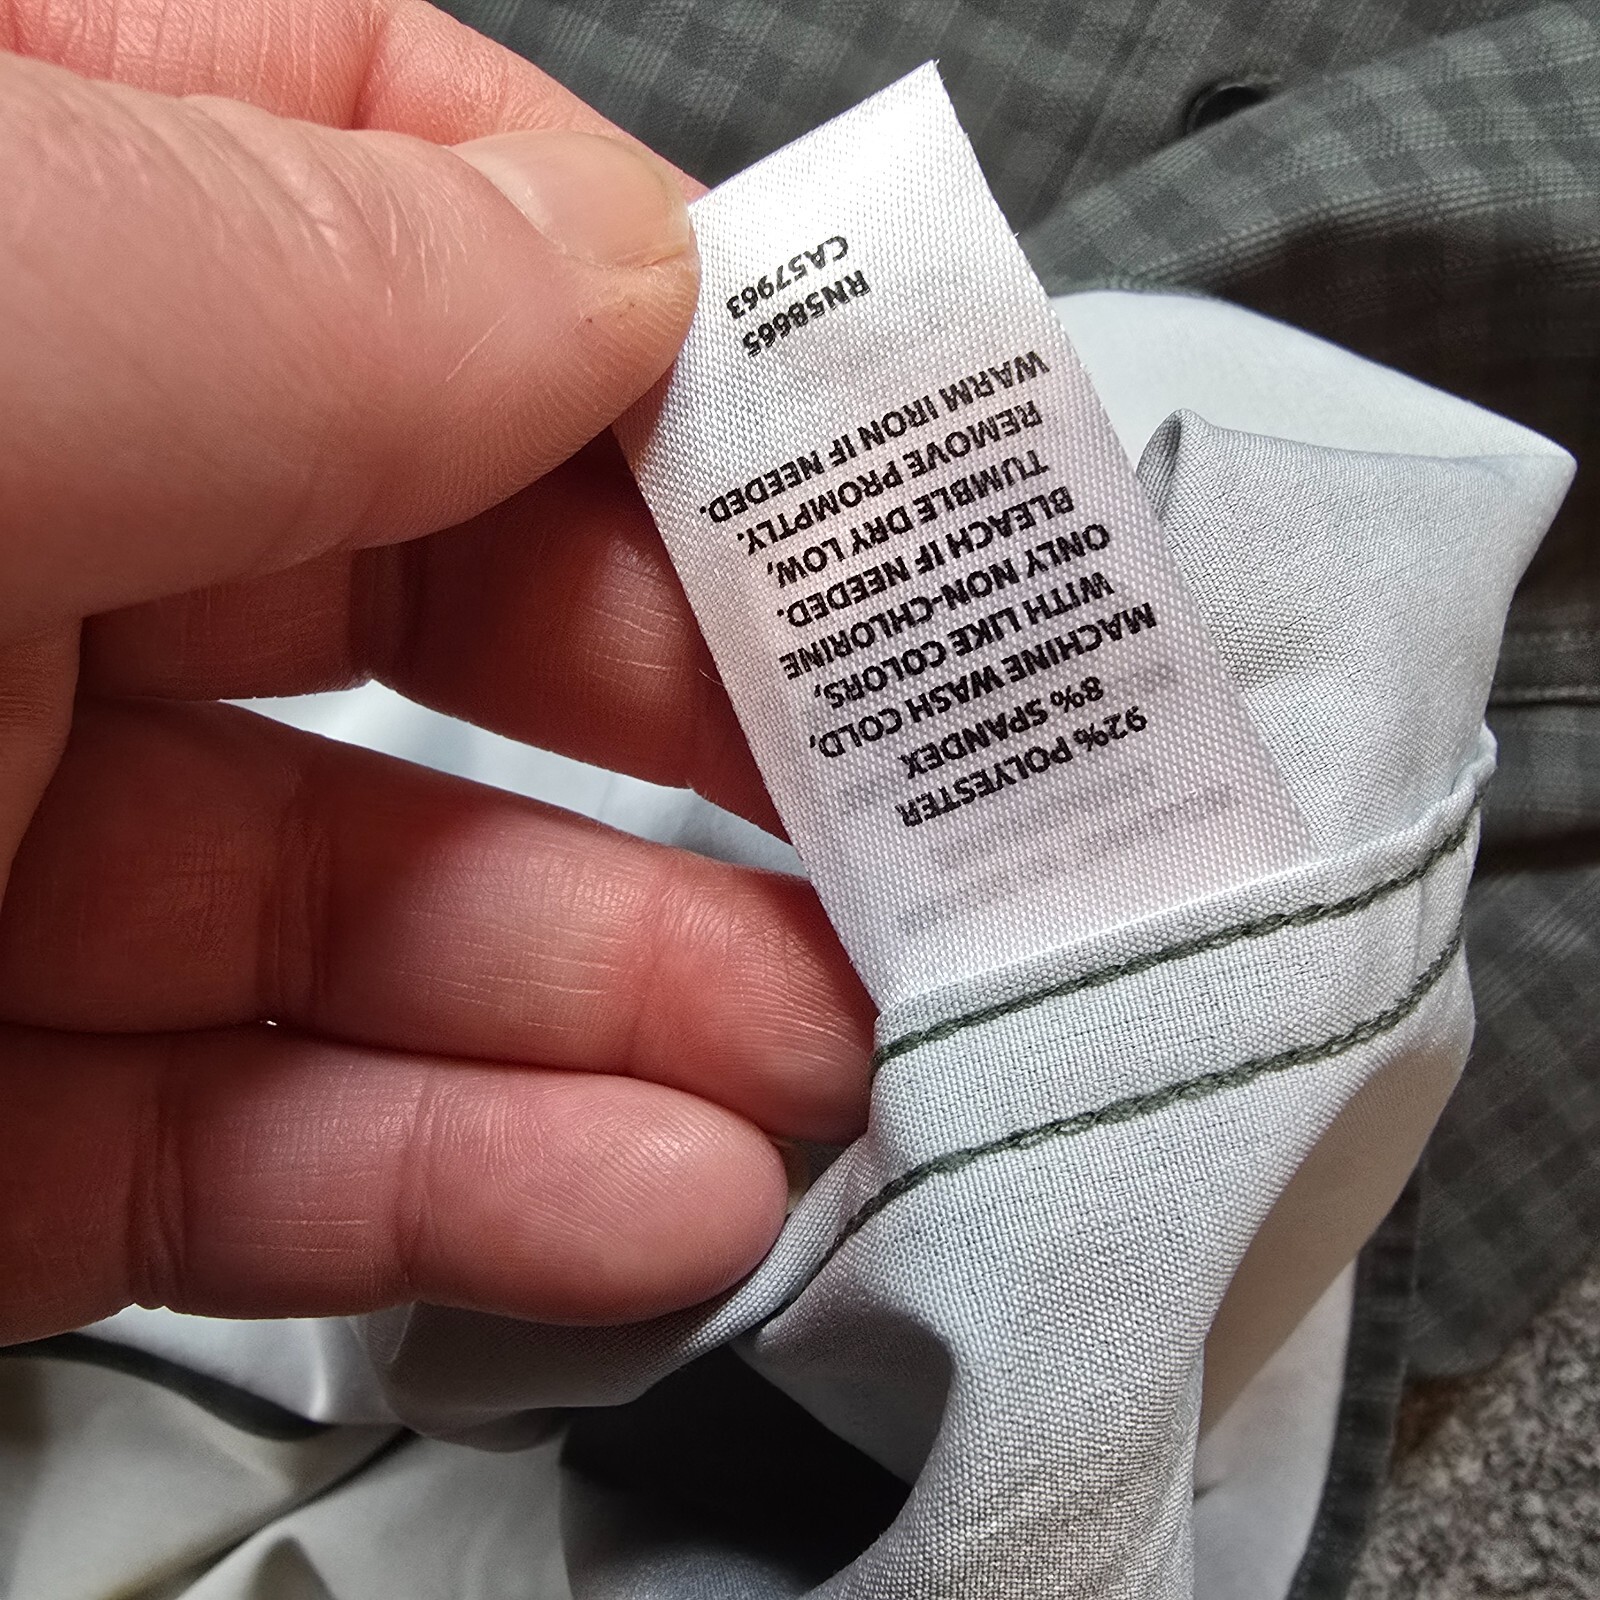 92% POLYESTER
8% SPANDEX
MACHINE WASH COLD,
WITH LIKE COLORS,
ONLY NON-CHLORINE
BLEACH IF NEEDED.
TUMBLE DRY LOW,
REMOVE PROMPTLY.
WARM IRON IF NEEDED.
RN58665
CA57963